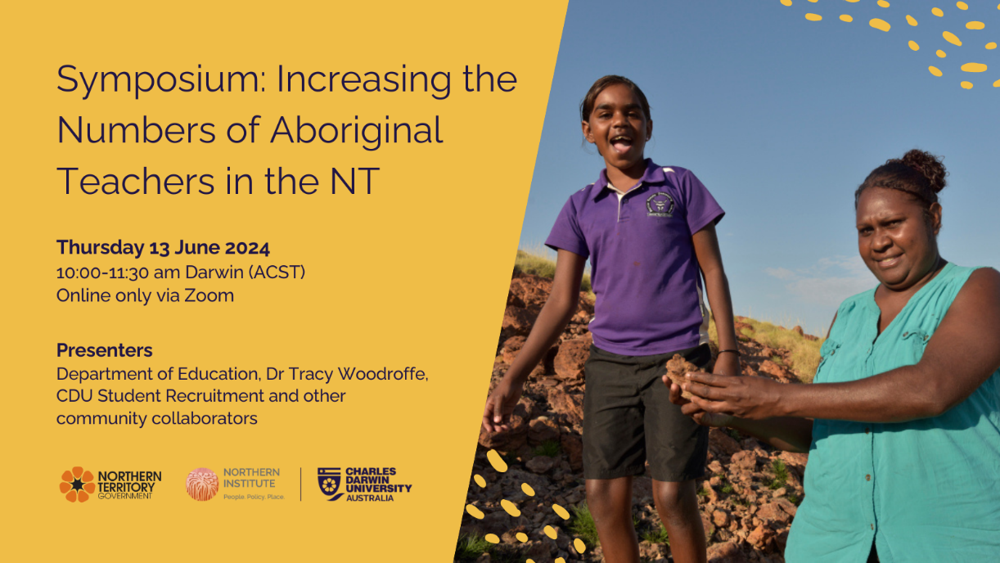 Symposium: Increasing the
Numbers of Aboriginal
Teachers in the NT
Thursday 13 June 2024
10:00-11:30 am Darwin (ACST)
Online only via Zoom
Presenters
Department of Education, Dr Tracy Woodroffe,
CDU Student Recruitment and other
community collaborators
NORTHERN
TERRITORY
GOVERNMENT
NORTHERN
INSTITUTE
People. Policy. Place.
CHARLES
DARWIN
UNIVERSITY
AUSTRALIA